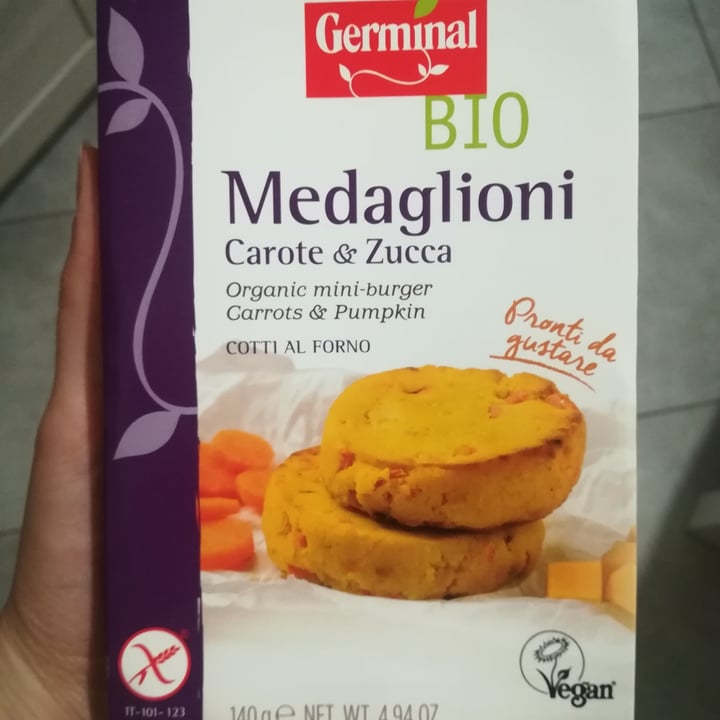 Germinal
BIO
Medaglioni
Carote & Zucca
Organic mini-burger
Carrots & Pumpkin
COTTI AL FORNO
Pronti da
gustare
Vegan
IT-101-123
140 g e NET WT. 4.94 OZ